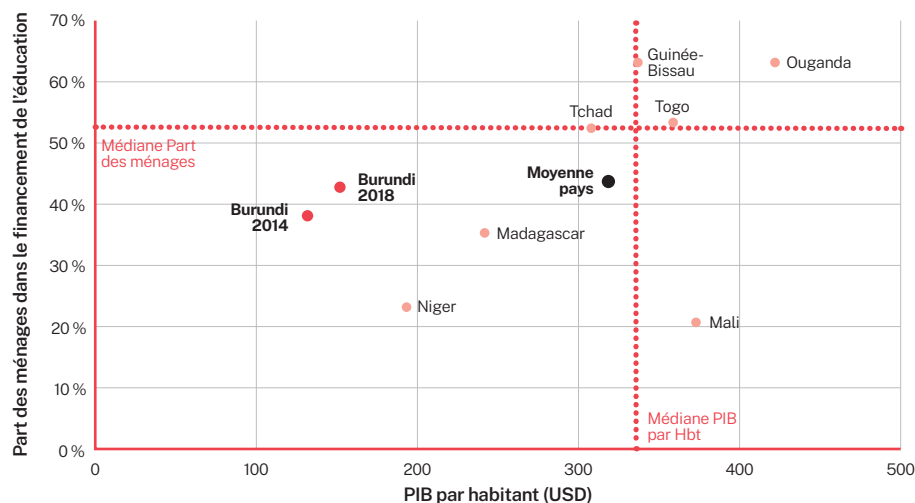 Part des ménages dans le financement de l'éducation
70 %
60 %
50 %
40 %
30 %
20 %
10 %
0 %
Guinée-
Bissau
Ouganda
Tchad
Togo
Médiane Part
des ménages
Moyenne
pays
Burundi
2018
Burundi
2014
Madagascar
Niger
Mali
Médiane PIB
par Hbt
0
100
200
300
400
500
PIB par habitant (USD)